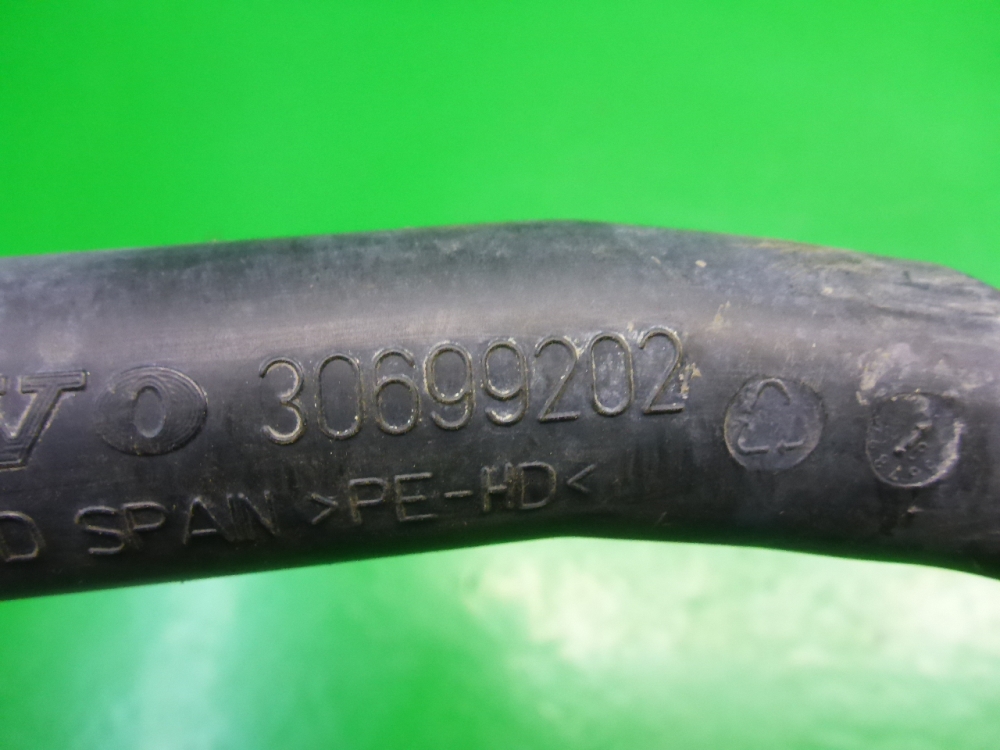 V O 30699202
D SPAIN >PE-HD<